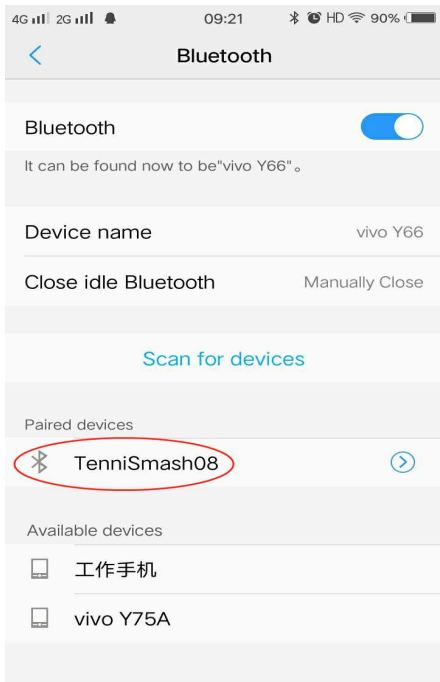 4G 2G 09:21 HD 90%
Bluetooth
Bluetooth
It can be found now to be"vivo Y66"。
Device name vivo Y66
Close idle Bluetooth Manually Close
Scan for devices
Paired devices
TenniSmash08
Available devices
工作手机
vivo Y75A